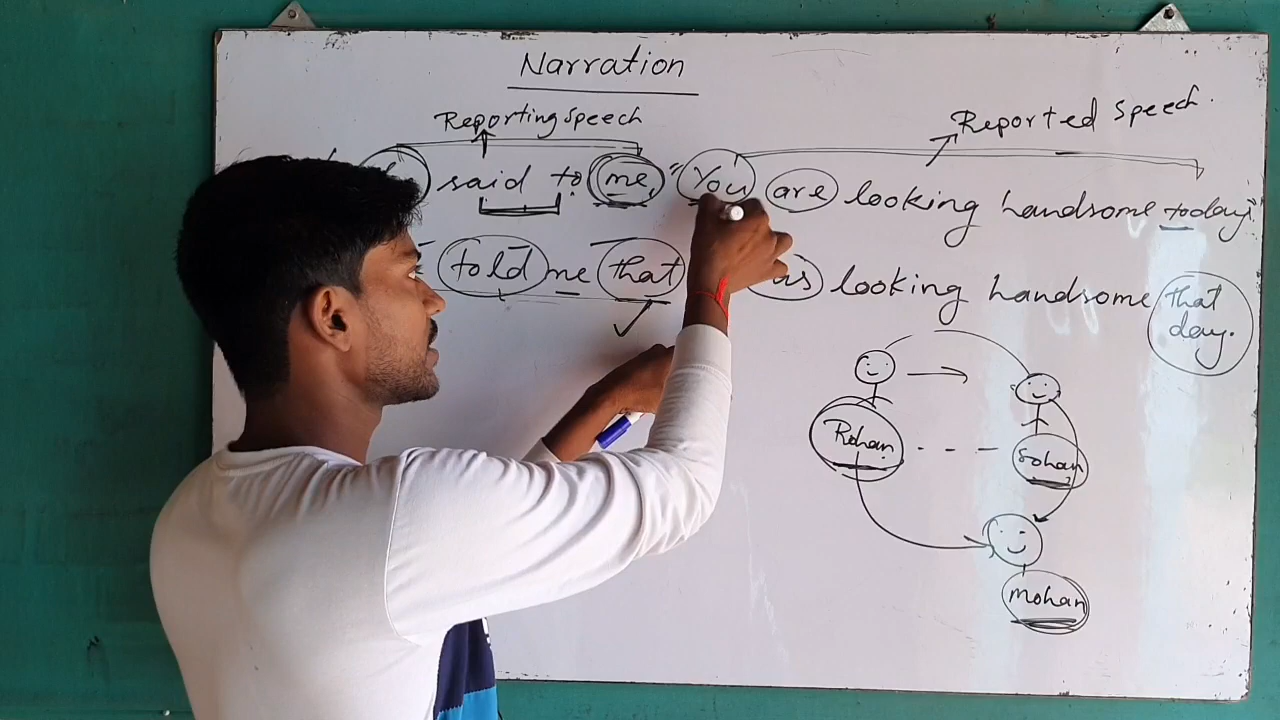 Narration
Reporting speech
Reported speech.
said to me, "You are looking handsome today."
told me that as looking handsome that
day.
Rohan
Sohan
Mohan